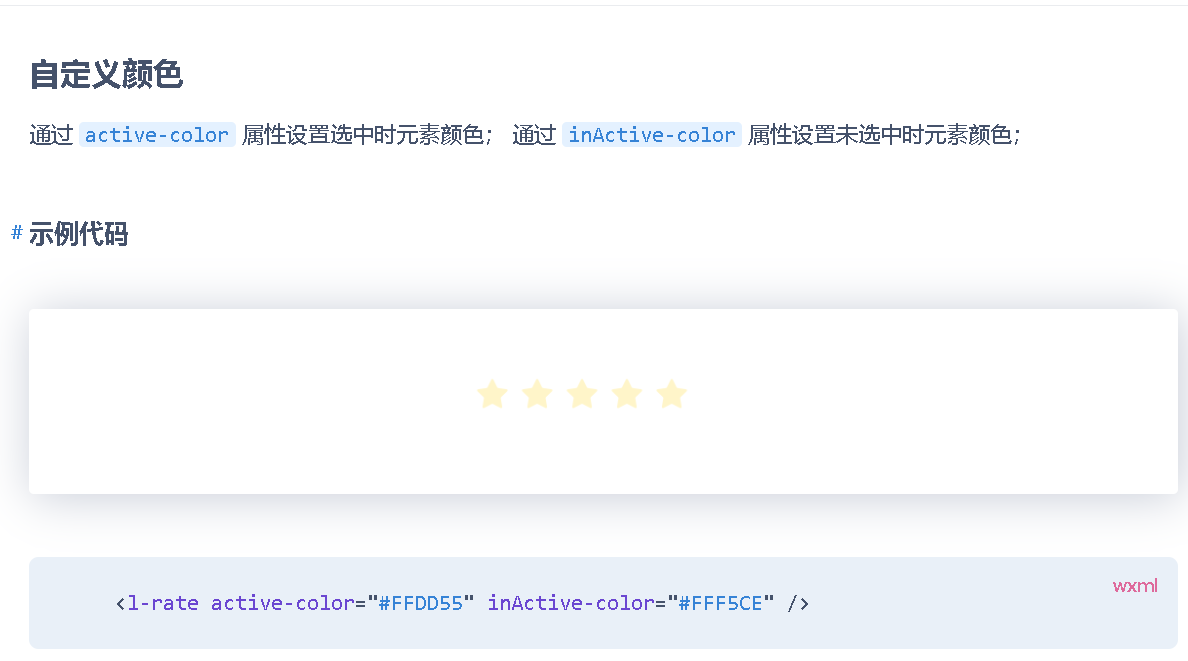 自定义颜色
通过 active-color 属性设置选中时元素颜色； 通过 inActive-color 属性设置未选中时元素颜色；
# 示例代码
wxml
<l-rate active-color="#FFDD55" inActive-color="#FFF5CE" />